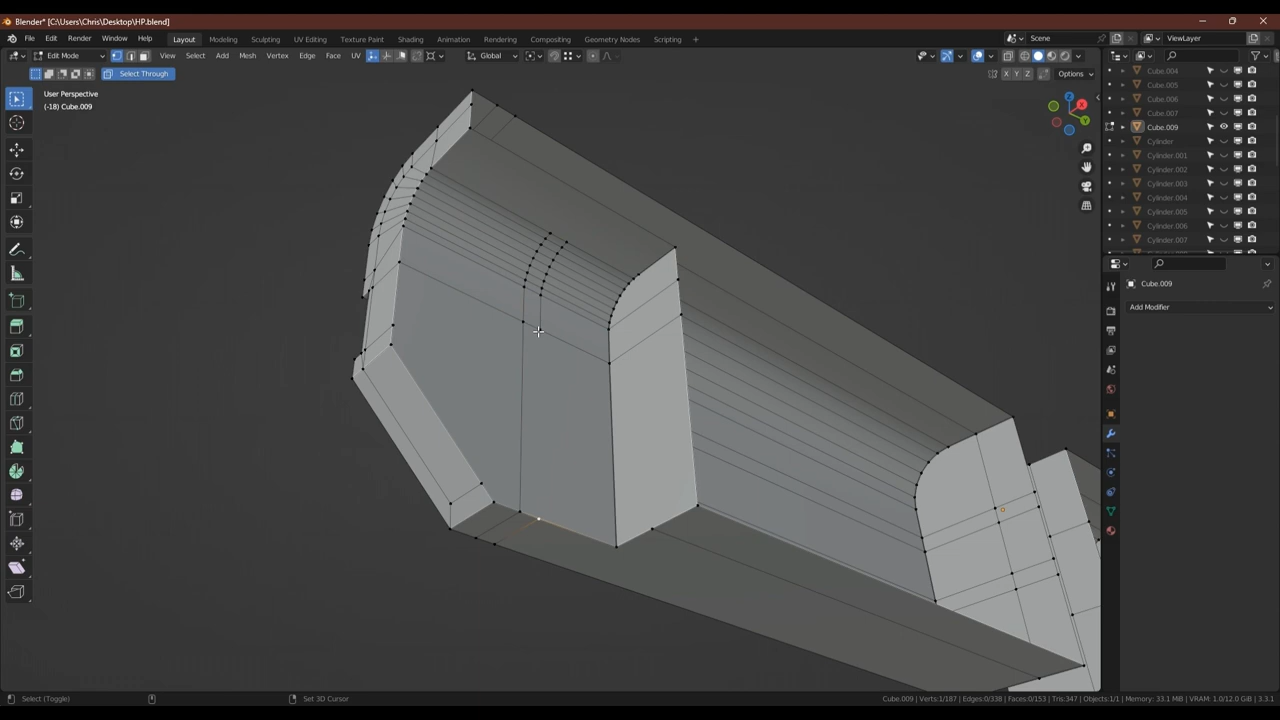 Blender* [C:\Users\Chris\Desktop\HP.blend]
File Edit Render Window Help Layout Modeling Sculpting UV Editing Texture Paint Shading Animation Rendering Compositing Geometry Nodes Scripting + Scene ViewLayer
Edit Mode View Select Add Mesh Vertex Edge Face UV Global
Select Through X Y Z Options
User Perspective
(-18) Cube.009
Z
X
Y
Cube.004
Cube.005
Cube.006
Cube.007
Cube.009
Cylinder
Cylinder.001
Cylinder.002
Cylinder.003
Cylinder.004
Cylinder.005
Cylinder.006
Cylinder.007
Cube.009
Add Modifier
Select (Toggle) Set 3D Cursor Cube.009 | Verts:1/187 | Edges:0/338 | Faces:0/153 | Tris:347 | Objects:1/1 | Memory: 33.1 MiB | VRAM: 1.0/12.0 GiB | 3.3.1